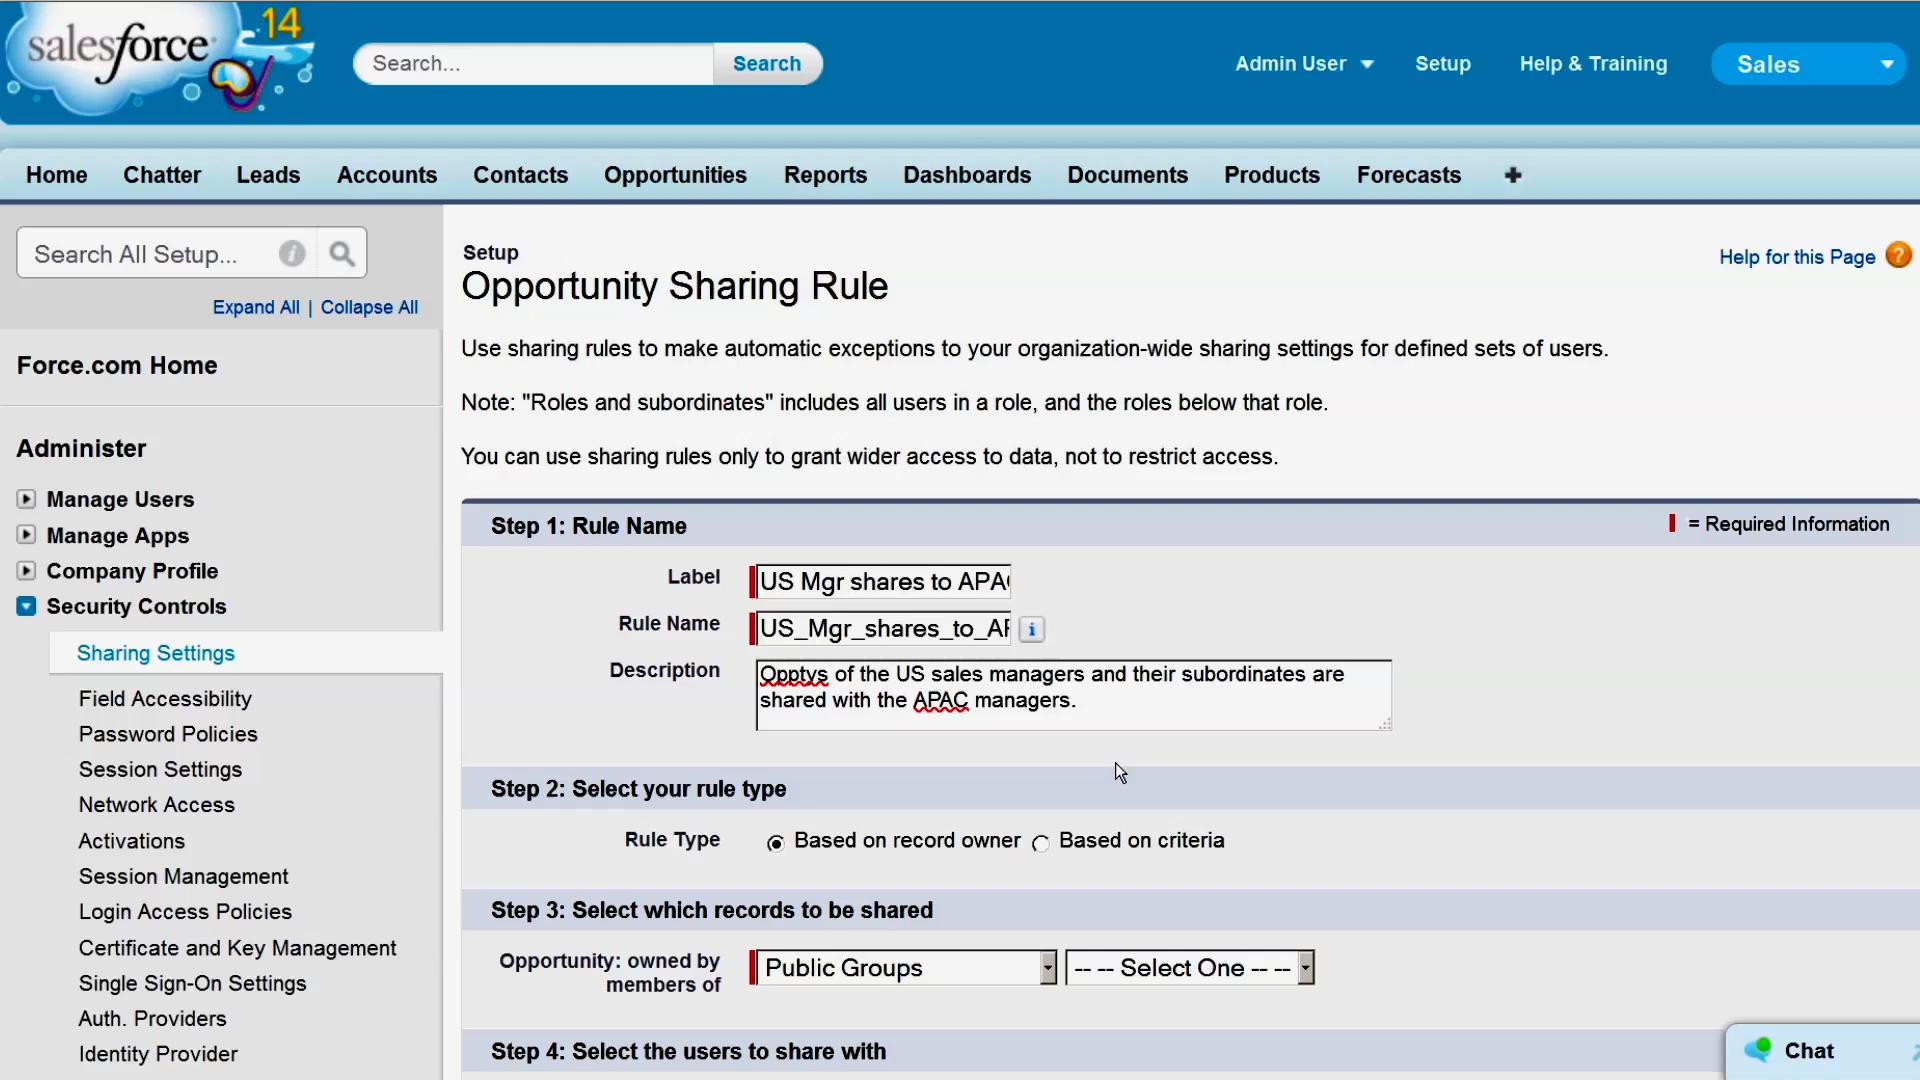 salesforce
14
Search...
Search
Admin User
Setup
Help & Training
Sales
Home
Chatter
Leads
Accounts
Contacts
Opportunities
Reports
Dashboards
Documents
Products
Forecasts
Search All Setup...
Expand All | Collapse All
Force.com Home
Administer
Manage Users
Manage Apps
Company Profile
Security Controls
Sharing Settings
Field Accessibility
Password Policies
Session Settings
Network Access
Activations
Session Management
Login Access Policies
Certificate and Key Management
Single Sign-On Settings
Auth. Providers
Identity Provider
Setup
Opportunity Sharing Rule
Help for this Page ?
Use sharing rules to make automatic exceptions to your organization-wide sharing settings for defined sets of users.
Note: "Roles and subordinates" includes all users in a role, and the roles below that role.
You can use sharing rules only to grant wider access to data, not to restrict access.
Step 1: Rule Name
= Required Information
Label
US Mgr shares to APA
Rule Name
US_Mgr_shares_to_AP
i
Description
Opptys of the US sales managers and their subordinates are
shared with the APAC managers.
Step 2: Select your rule type
Rule Type
Based on record owner
Based on criteria
Step 3: Select which records to be shared
Opportunity: owned by
members of
Public Groups
-- -- Select One -- --
Step 4: Select the users to share with
Chat